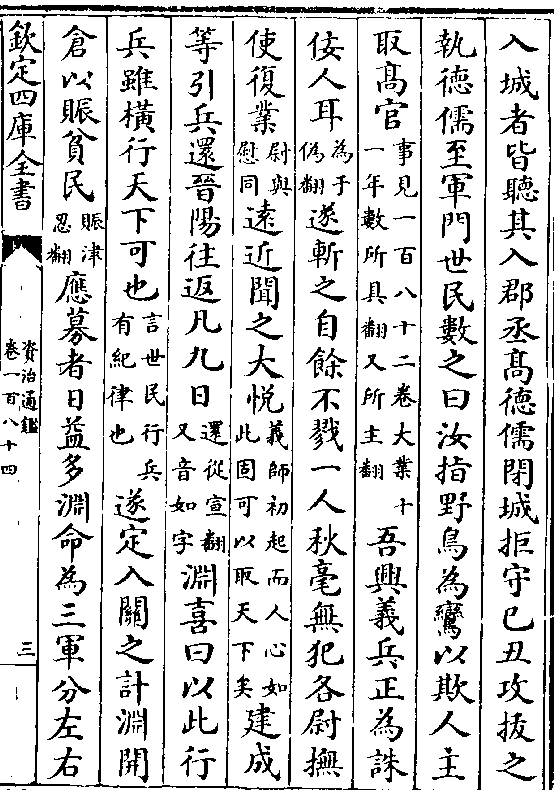 入城者皆聽其入郡丞髙德儒閉城拒守己丑攻拔之
執德儒至軍門世民數之曰汝指野鳥為鸞以欺人主
取髙官事見一百八十二卷大業十一年數所具翻又所主翻吾興義兵正為誅
佞人耳為于偽翻遂斬之自餘不戮一人秋毫無犯各尉撫
使復業尉與慰同逺近聞之大悦義師初起而人心如此固可以取天下矣建成
等引兵還晉陽往返凡九日還從宣翻又音如字淵喜曰以此行
兵雖橫行天下可也言世民行兵有紀律也遂定入關之計淵開
倉以賑貧民賑津忍翻應募者日益多淵命為三軍分左右
欽定四庫全書
資治通鑑
卷一百八十四
三